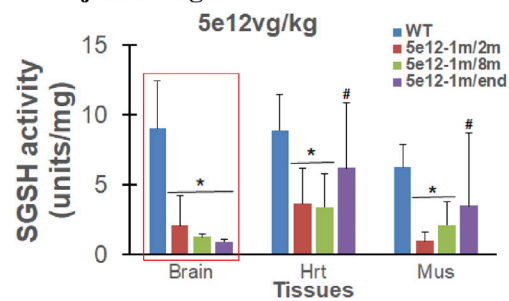 5e12vg/kg
WT
5e12-1m/2m
5e12-1m/8m
5e12-1m/end
SGSH activity
(units/mg)
15
10
5
0
*
*
#
*
#
Brain
Hrt
Mus
Tissues